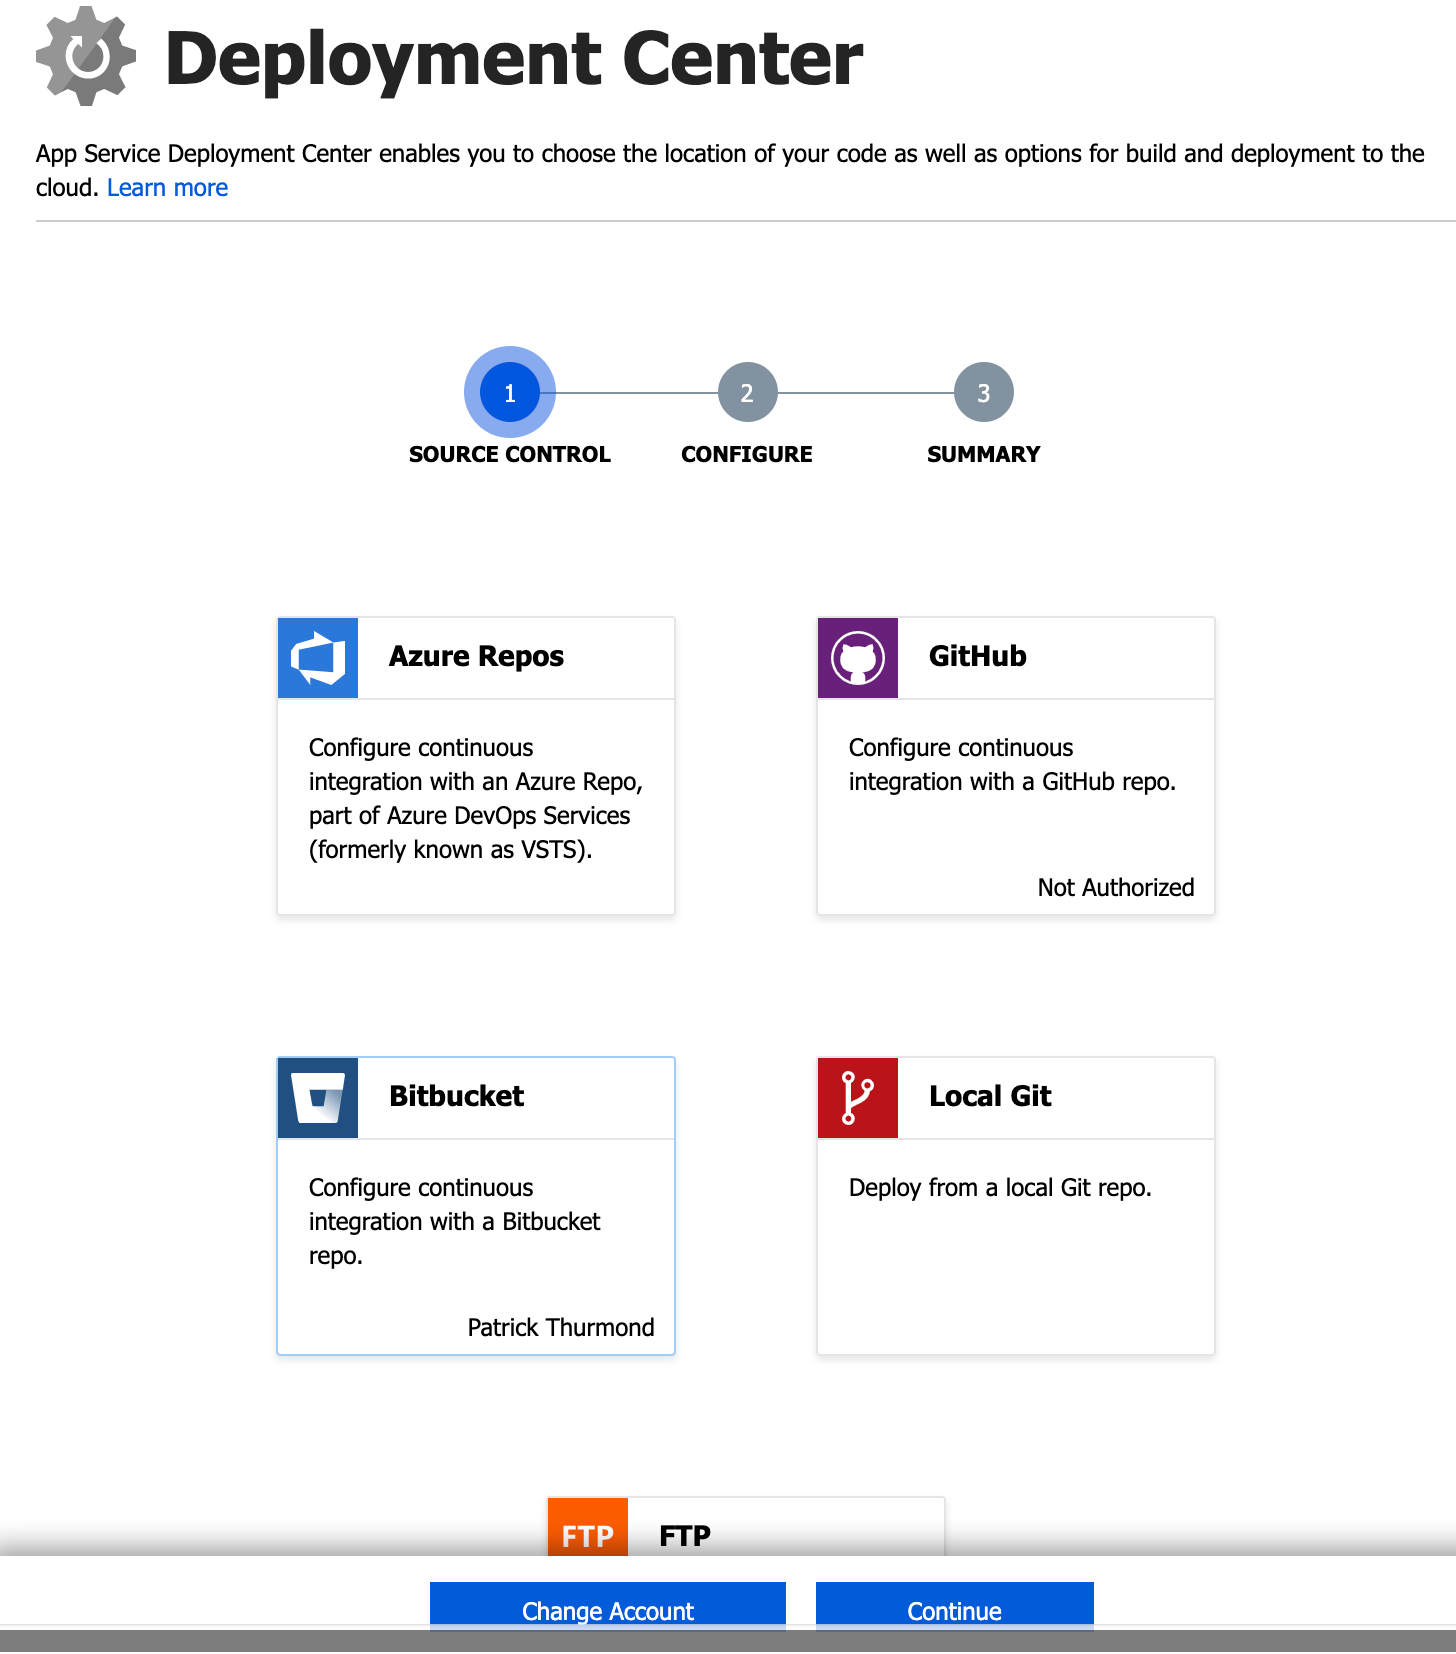 Deployment Center
App Service Deployment Center enables you to choose the location of your code as well as options for build and deployment to the
cloud. Learn more
1
2
3
SOURCE CONTROL
CONFIGURE
SUMMARY
Azure Repos
Configure continuous
integration with an Azure Repo,
part of Azure DevOps Services
(formerly known as VSTS).
GitHub
Configure continuous
integration with a GitHub repo.
Not Authorized
Bitbucket
Configure continuous
integration with a Bitbucket
repo.
Patrick Thurmond
Local Git
Deploy from a local Git repo.
FTP
FTP
Change Account
Continue